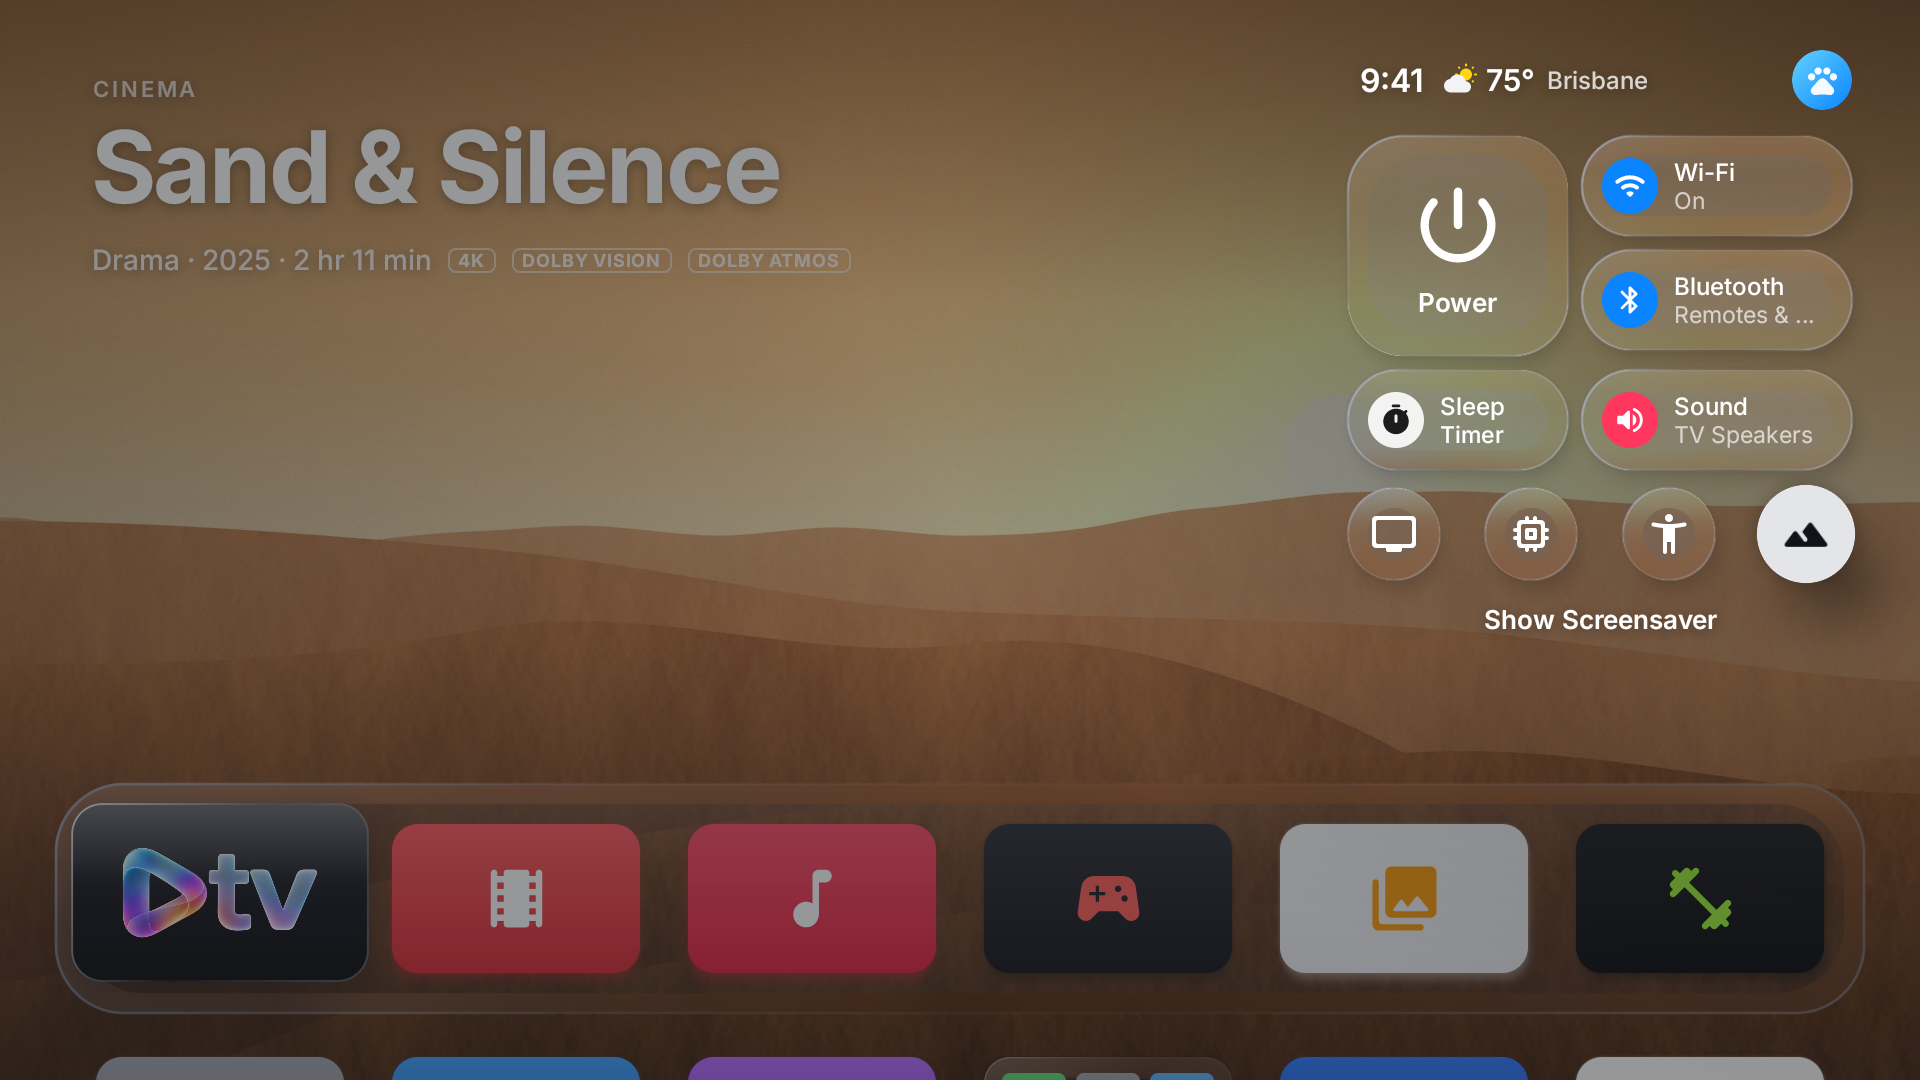 CINEMA
Sand & Silence
Drama · 2025 · 2 hr 11 min 4K DOLBY VISION DOLBY ATMOS
9:41 75° Brisbane
Power
Wi-Fi
On
Bluetooth
Remotes & ...
Sleep
Timer
Sound
TV Speakers
Show Screensaver
tv